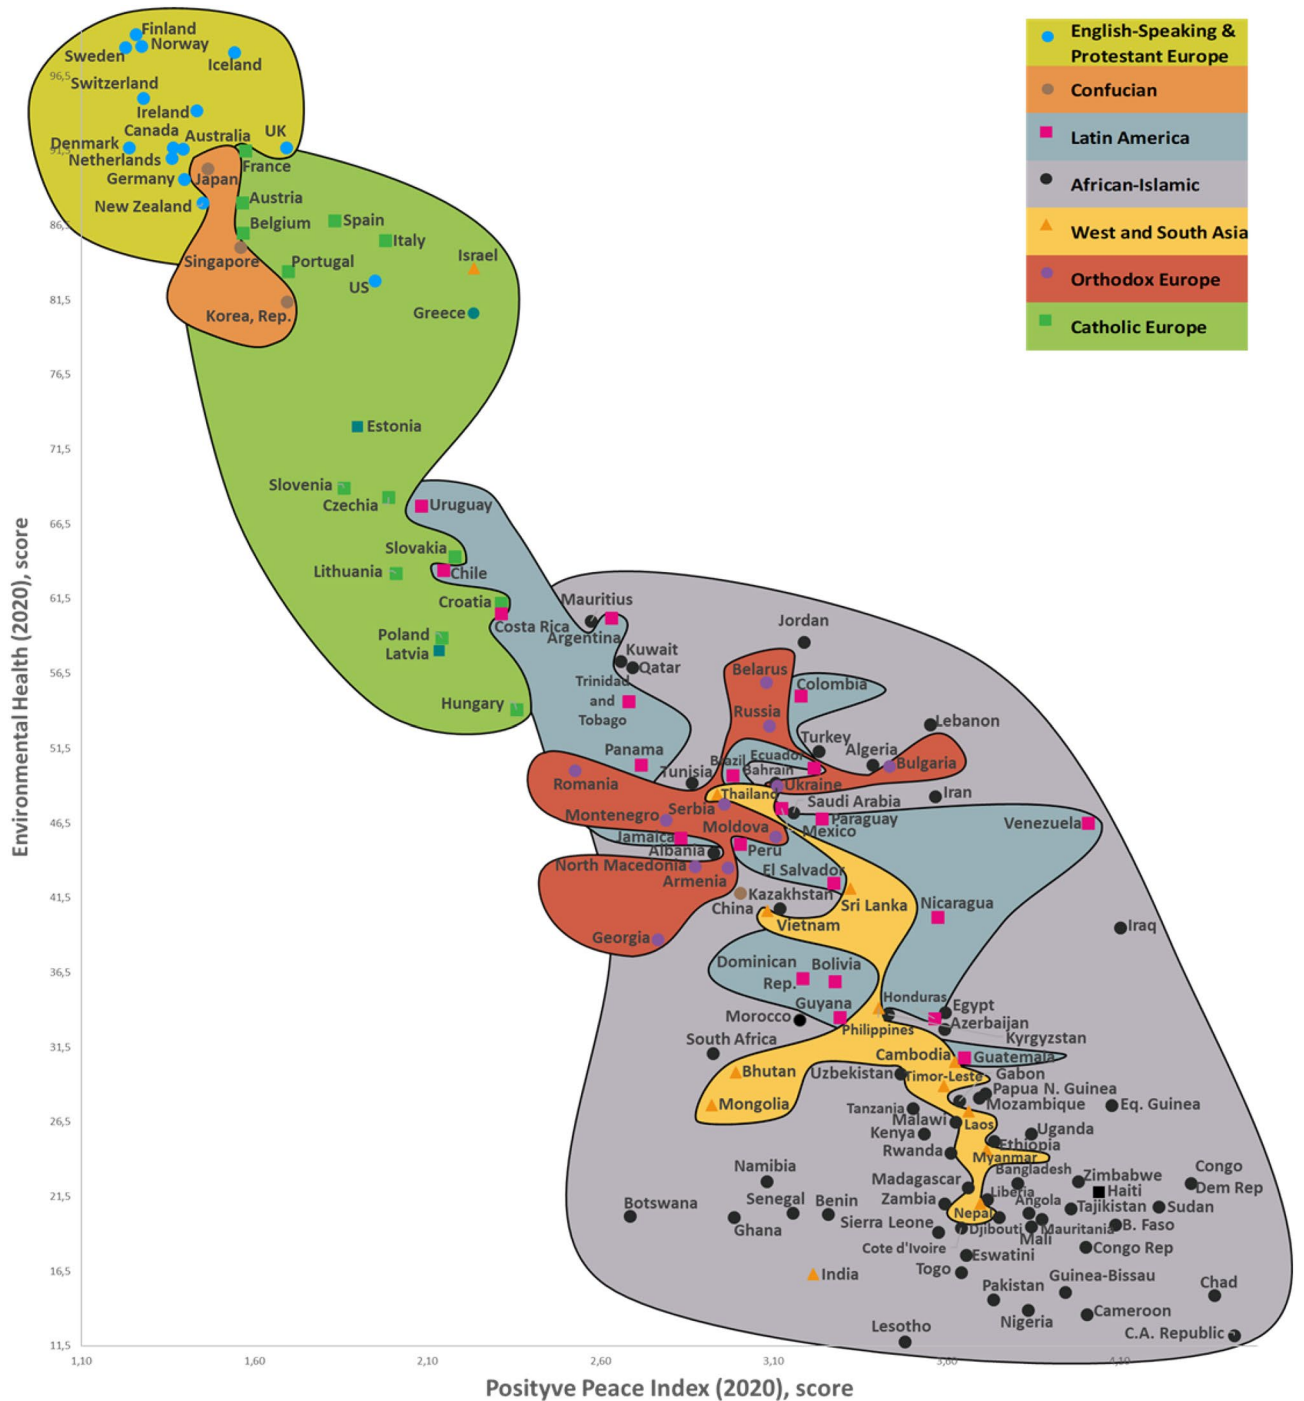 Finland
Norway
Sweden
Iceland
96,5
Switzerland
Ireland
Canada
Australia
UK
Denmark
91,5
Netherlands
France
Germany
Japan
Austria
New Zealand
Spain
86,5
Belgium
Italy
Israel
Singapore
Portugal
US
81,5
Korea, Rep.
Greece
76,5
Estonia
71,5
Slovenia
Czechia
Uruguay
66,5
Slovakia
Lithuania
Chile
61,5
Croatia
Mauritius
Costa Rica
Argentina
Jordan
Poland
Latvia
Kuwait
Qatar
56,5
Belarus
Trinidad
and
Tobago
Colombia
Hungary
Russia
Lebanon
51,5
Turkey
Panama
Algeria
Brazil
Ecuador
Bulgaria
Tunisia
Bahrain
Romania
Ukraine
Thailand
Iran
Serbia
Saudi Arabia
46,5
Montenegro
Paraguay
Venezuela
Moldova
Mexico
Jamaica
Albania
Peru
North Macedonia
El Salvador
Armenia
41,5
Kazakhstan
China
Sri Lanka
Nicaragua
Vietnam
Iraq
Georgia
36,5
Dominican
Rep.
Bolivia
Guyana
Honduras
Egypt
Morocco
Philippines
Azerbaijan
Kyrgyzstan
31,5
South Africa
Cambodia
Guatemala
Bhutan
Uzbekistan
Timor-Leste
Gabon
Papua N. Guinea
Mongolia
Mozambique
Eq. Guinea
Tanzania
26,5
Malawi
Laos
Kenya
Uganda
Ethiopia
Rwanda
Myanmar
Namibia
Bangladesh
Zimbabwe
Congo
Dem Rep
Madagascar
Haiti
21,5
Botswana
Senegal
Benin
Zambia
Liberia
Angola
Tajikistan
Sudan
Ghana
Sierra Leone
Nepal
Djibouti
Mauritania
B. Faso
Mali
Cote d'Ivoire
Congo Rep
Eswatini
16,5
India
Togo
Pakistan
Guinea-Bissau
Chad
Nigeria
Cameroon
Lesotho
C.A. Republic
11,5
1,10
1,60
2,10
2,60
3,10
3,60
4,10
Environmental Health (2020), score
Posityve Peace Index (2020), score
English-Speaking &
Protestant Europe
Confucian
Latin America
African-Islamic
West and South Asia
Orthodox Europe
Catholic Europe